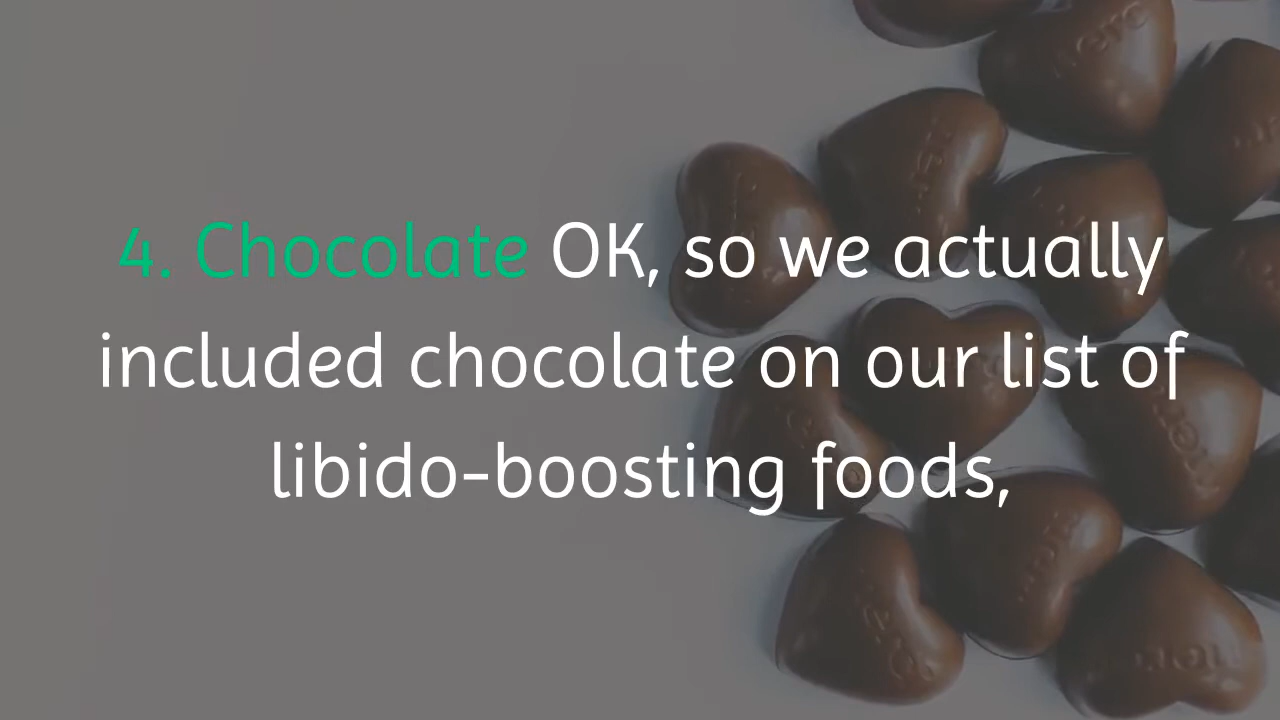 4. Chocolate OK, so we actually
included chocolate on our list of
libido-boosting foods,